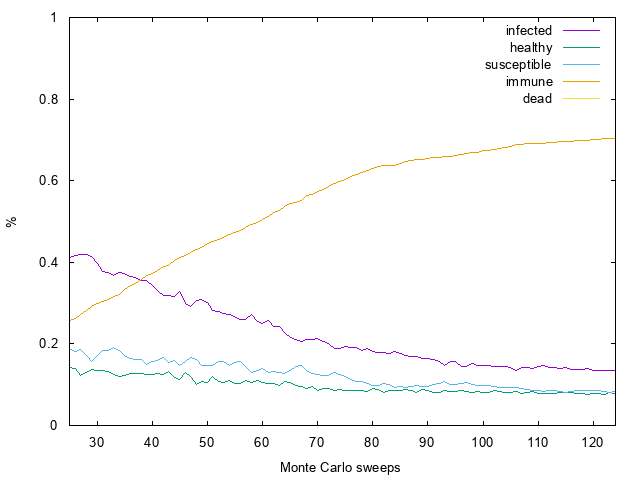 1
0.8
0.6
0.4
0.2
0
%
infected
healthy
susceptible
immune
dead
30 40 50 60 70 80 90 100 110 120
Monte Carlo sweeps